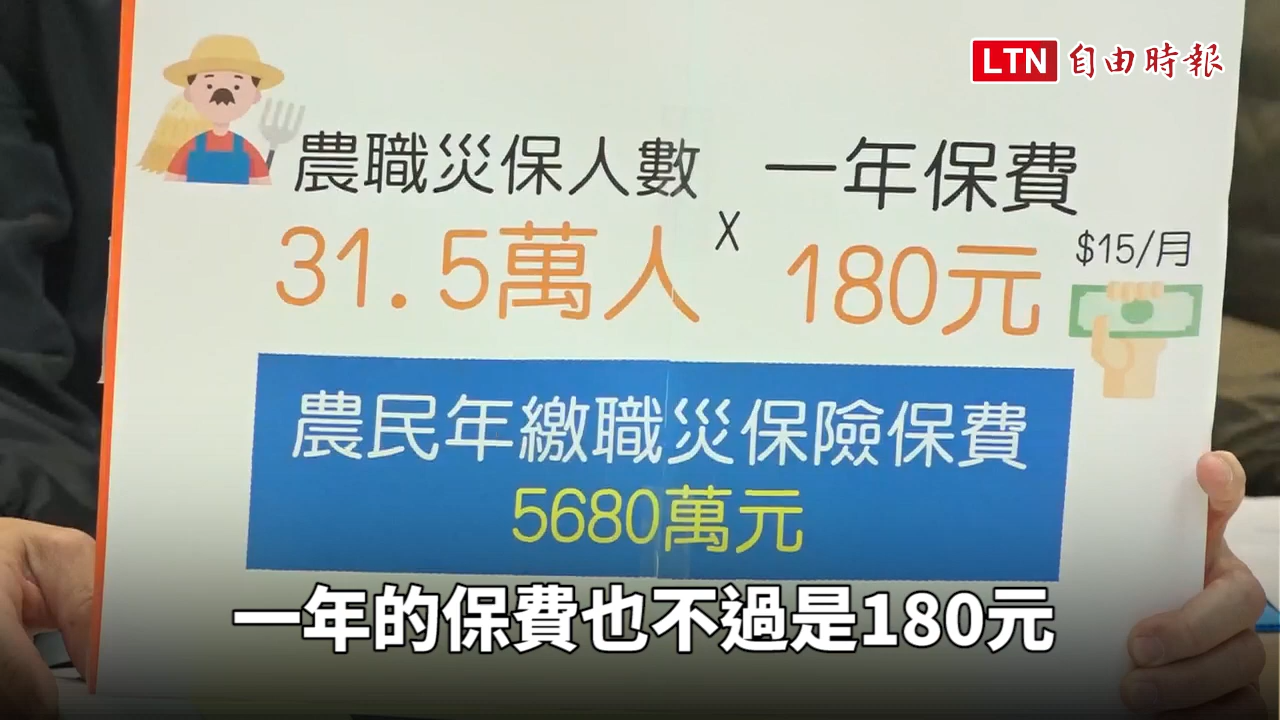 LTN 自由時報
農職災保人數 一年保費
31.5萬人 X 180元 $15/月
農民年繳職災保險保費
5680萬元
一年的保費也不過是180元